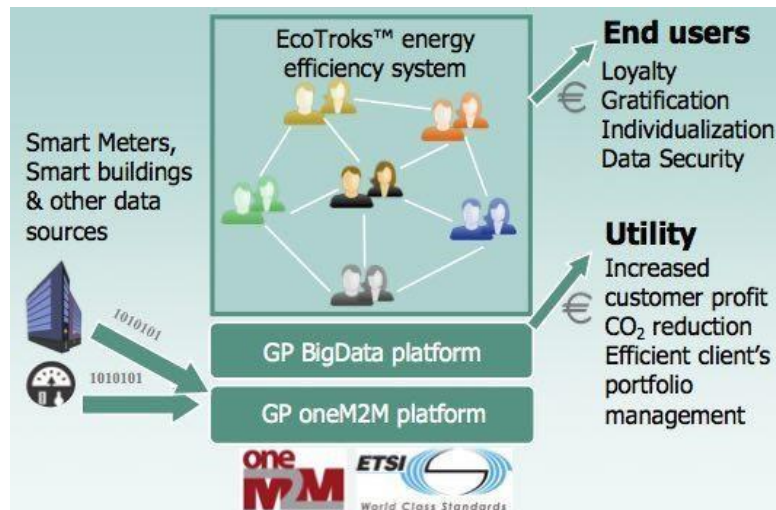 EcoTroks™ energy
efficiency system
Smart Meters,
Smart buildings
& other data
sources
1010101
1010101
GP BigData platform
GP oneM2M platform
one
M2M
ETSI
World Class Standards
End users
€
Loyalty
Gratification
Individualization
Data Security
Utility
€
Increased
customer profit
CO₂ reduction
Efficient client's
portfolio
management